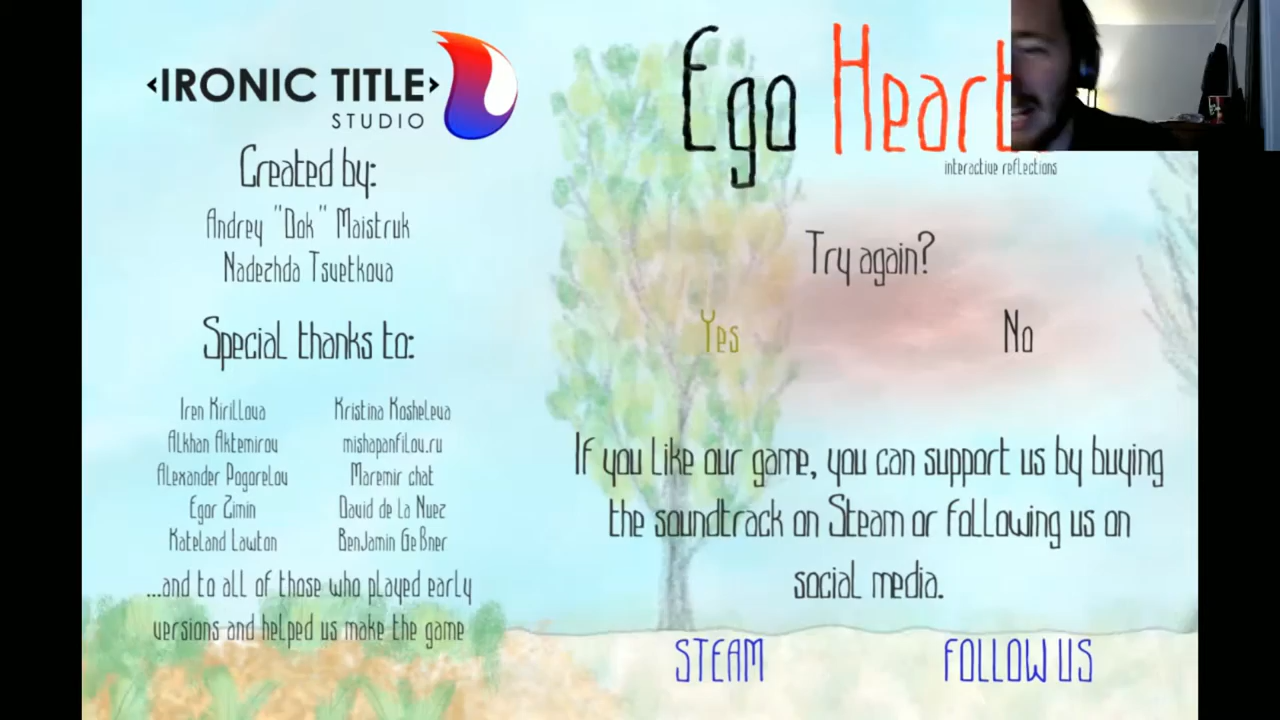 <IRONIC TITLE>
STUDIO
Created by:
Andrey "Dok" Maistruk
Nadezhda Tsvetkova
Special thanks to:
Iren Kirillova
Kristina Kosheleva
Alkhan Aktemirov
mishapanfilov.ru
Alexander Pogorelov
Maremir chat
Egor Zimin
David de La Nuez
Kateland Lawton
Benjamin Geßner
...and to all of those who played early
versions and helped us make the game
Ego Heart
interactive reflections
Try again?
Yes
No
If you like our game, you can support us by buying
the soundtrack on Steam or following us on
social media.
STEAM
FOLLOW US